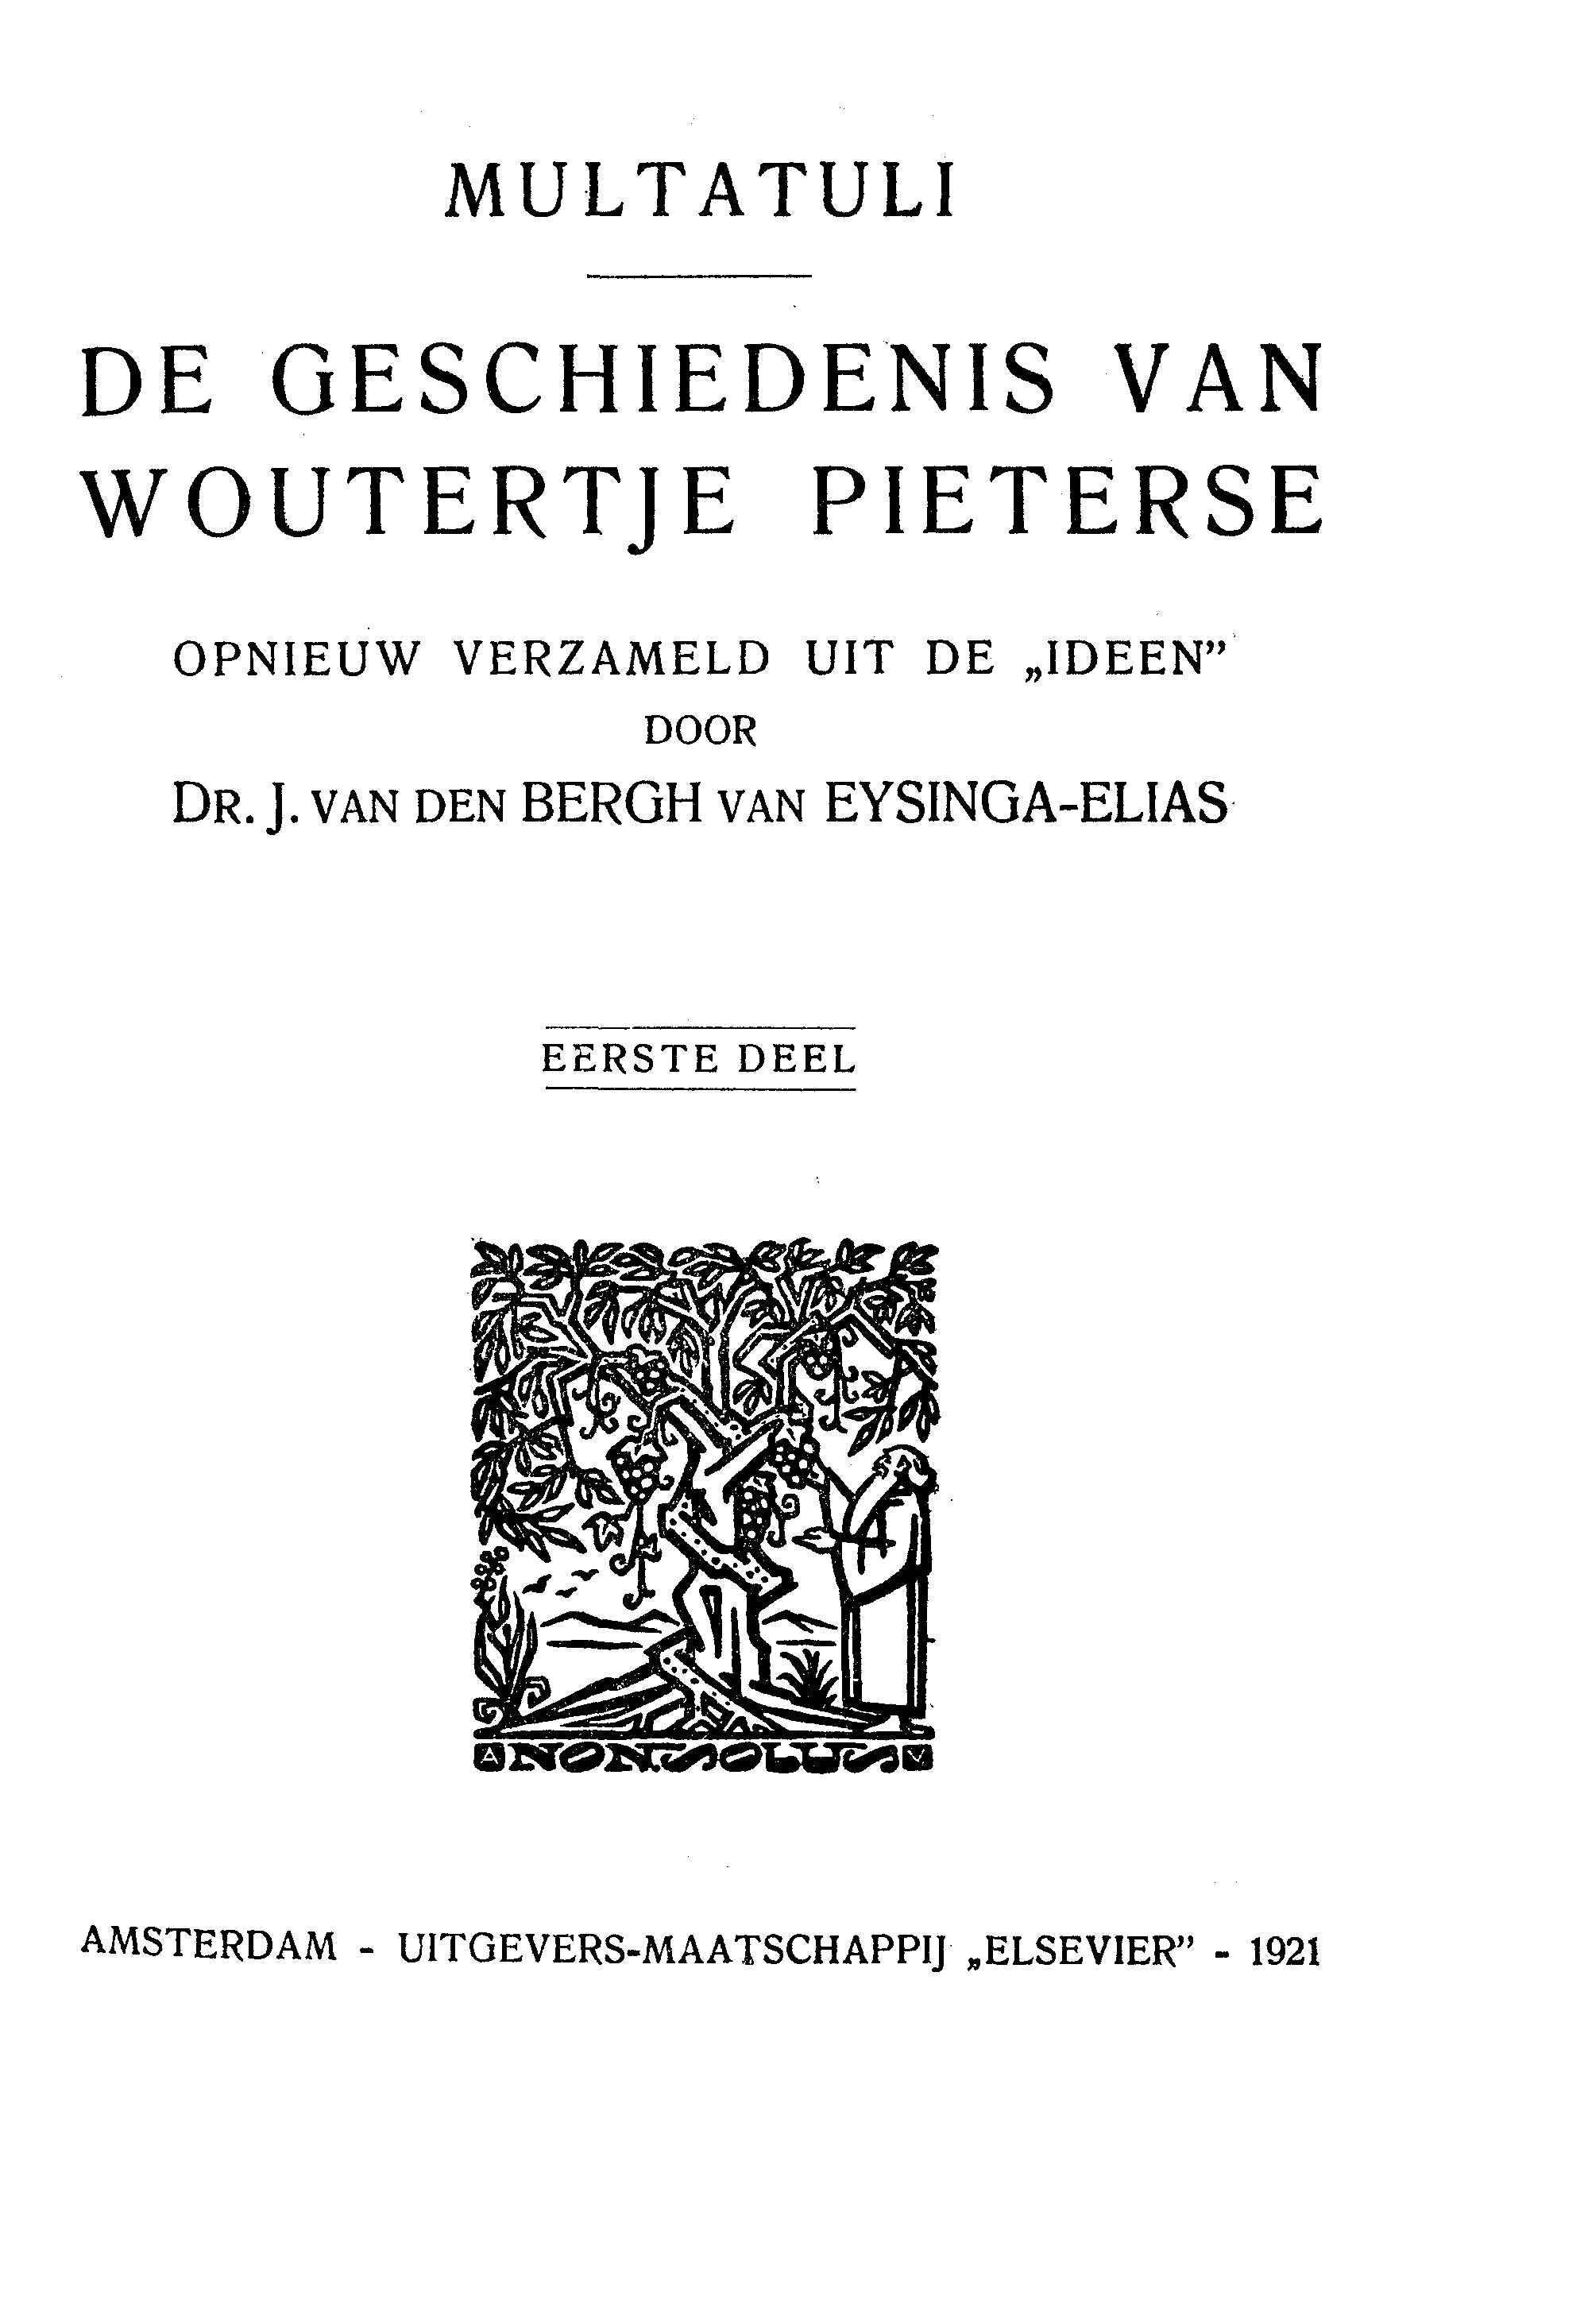 MULTATULI
DE GESCHIEDENIS VAN
WOUTERTJE PIETERSE
OPNIEUW VERZAMELD UIT DE „IDEEN”
DOOR
DR. J. VAN DEN BERGH VAN EYSINGA-ELIAS
EERSTE DEEL
A NON.SOLUS V
AMSTERDAM - UITGEVERS-MAATSCHAPPIJ „ELSEVIER” - 1921